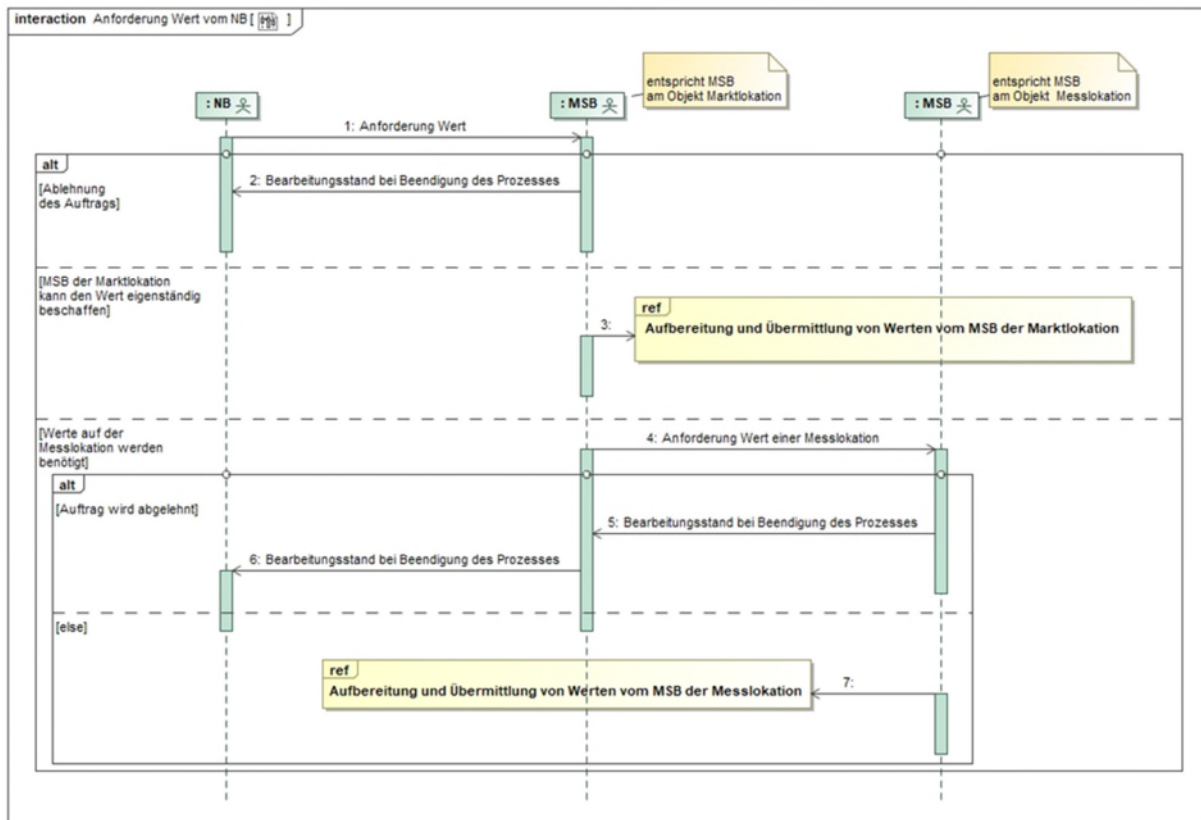 interaction Anforderung Wert vom NB [ ]
entspricht MSB
am Objekt Marktlokation
entspricht MSB
am Objekt Messlokation
: NB
: MSB
: MSB
1: Anforderung Wert
alt
[Ablehnung
des Auftrags]
2: Bearbeitungsstand bei Beendigung des Prozesses
[MSB der Marktlokation
kann den Wert eigenständig
beschaffen]
3:
ref
Aufbereitung und Übermittlung von Werten vom MSB der Marktlokation
[Werte auf der
Messlokation werden
benötigt]
4: Anforderung Wert einer Messlokation
alt
[Auftrag wird abgelehnt]
5: Bearbeitungsstand bei Beendigung des Prozesses
6: Bearbeitungsstand bei Beendigung des Prozesses
[else]
ref
Aufbereitung und Übermittlung von Werten vom MSB der Messlokation
7: